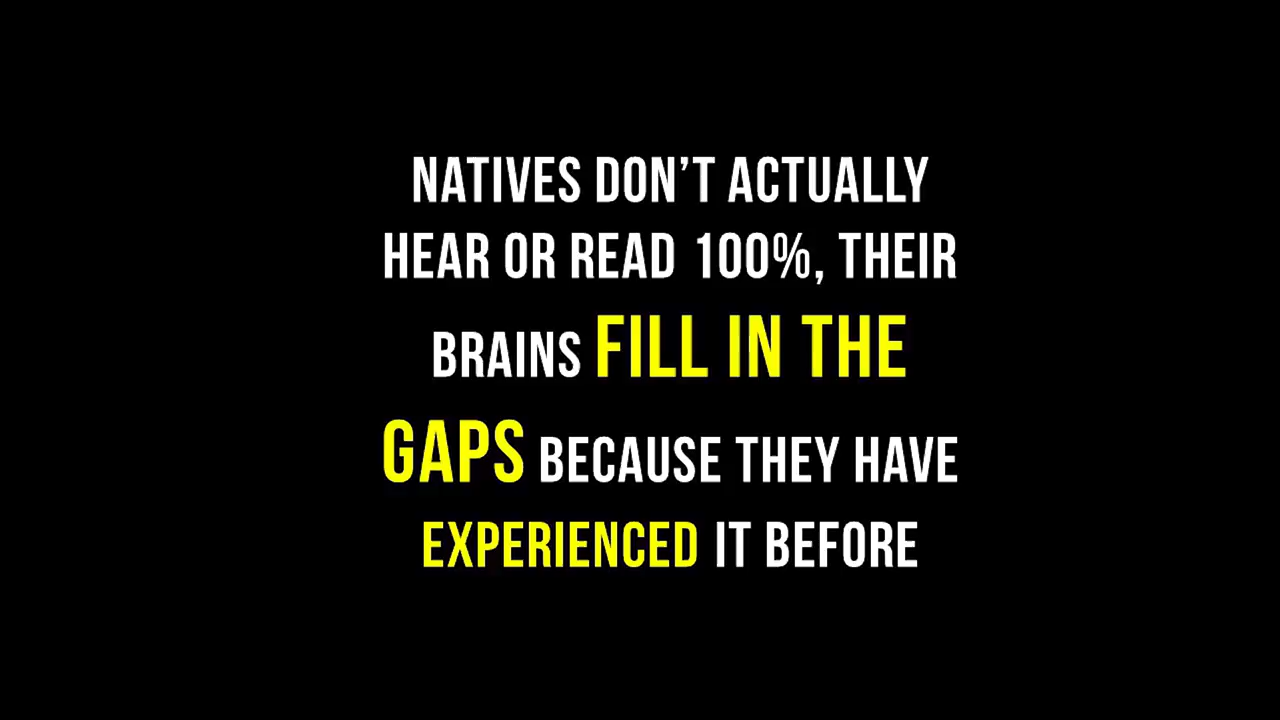 NATIVES DON’T ACTUALLY
HEAR OR READ 100%, THEIR
BRAINS FILL IN THE
GAPS BECAUSE THEY HAVE
EXPERIENCED IT BEFORE